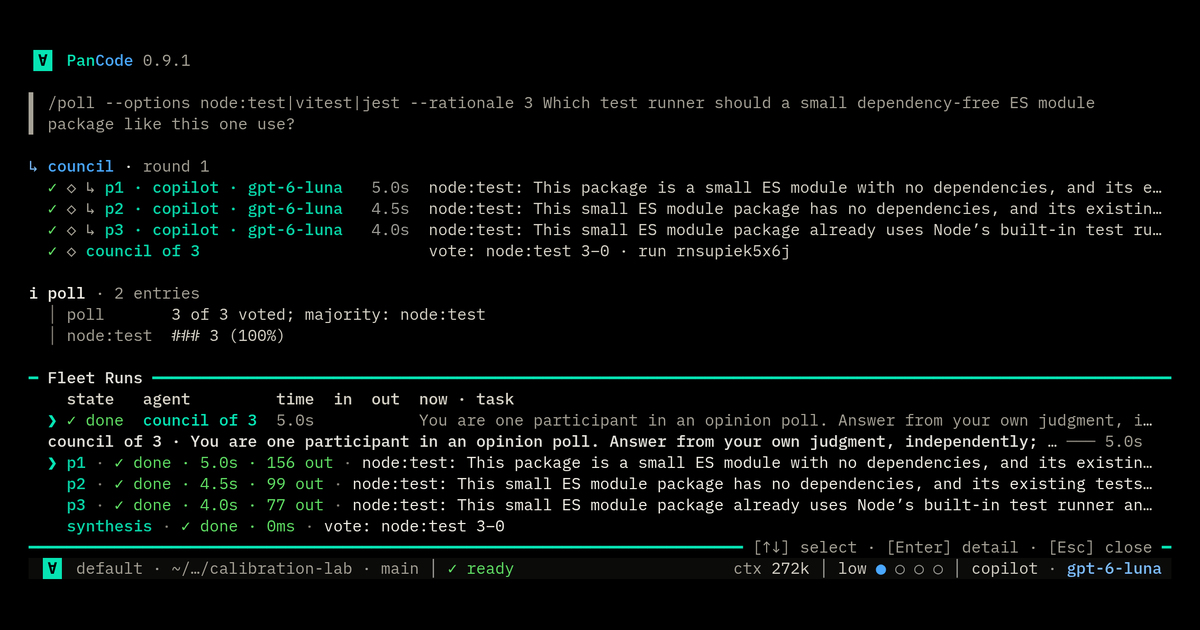 ∀ PanCode 0.9.1
/poll --options node:test|vitest|jest --rationale 3 Which test runner should a small dependency-free ES module
package like this one use?
↳ council · round 1
✓ ◇ ↳ p1 · copilot · gpt-6-luna 5.0s node:test: This package is a small ES module with no dependencies, and its e…
✓ ◇ ↳ p2 · copilot · gpt-6-luna 4.5s node:test: This small ES module package has no dependencies, and its existin…
✓ ◇ ↳ p3 · copilot · gpt-6-luna 4.0s node:test: This small ES module package already uses Node’s built-in test ru…
✓ ◇ council of 3 vote: node:test 3–0 · run rnsupiek5x6j
i poll · 2 entries
│ poll 3 of 3 voted; majority: node:test
│ node:test ### 3 (100%)
Fleet Runs
state agent time in out now · task
❯ ✓ done council of 3 5.0s You are one participant in an opinion poll. Answer from your own judgment, i…
council of 3 · You are one participant in an opinion poll. Answer from your own judgment, independently; … ─── 5.0s
❯ p1 · ✓ done · 5.0s · 156 out · node:test: This package is a small ES module with no dependencies, and its existin…
p2 · ✓ done · 4.5s · 99 out · node:test: This small ES module package has no dependencies, and its existing tests…
p3 · ✓ done · 4.0s · 77 out · node:test: This small ES module package already uses Node’s built-in test runner an…
synthesis · ✓ done · 0ms · vote: node:test 3–0
[↑↓] select · [Enter] detail · [Esc] close
∀ default · ~/…/calibration-lab · main │ ✓ ready ctx 272k │ low ● ○ ○ ○ │ copilot · gpt-6-luna